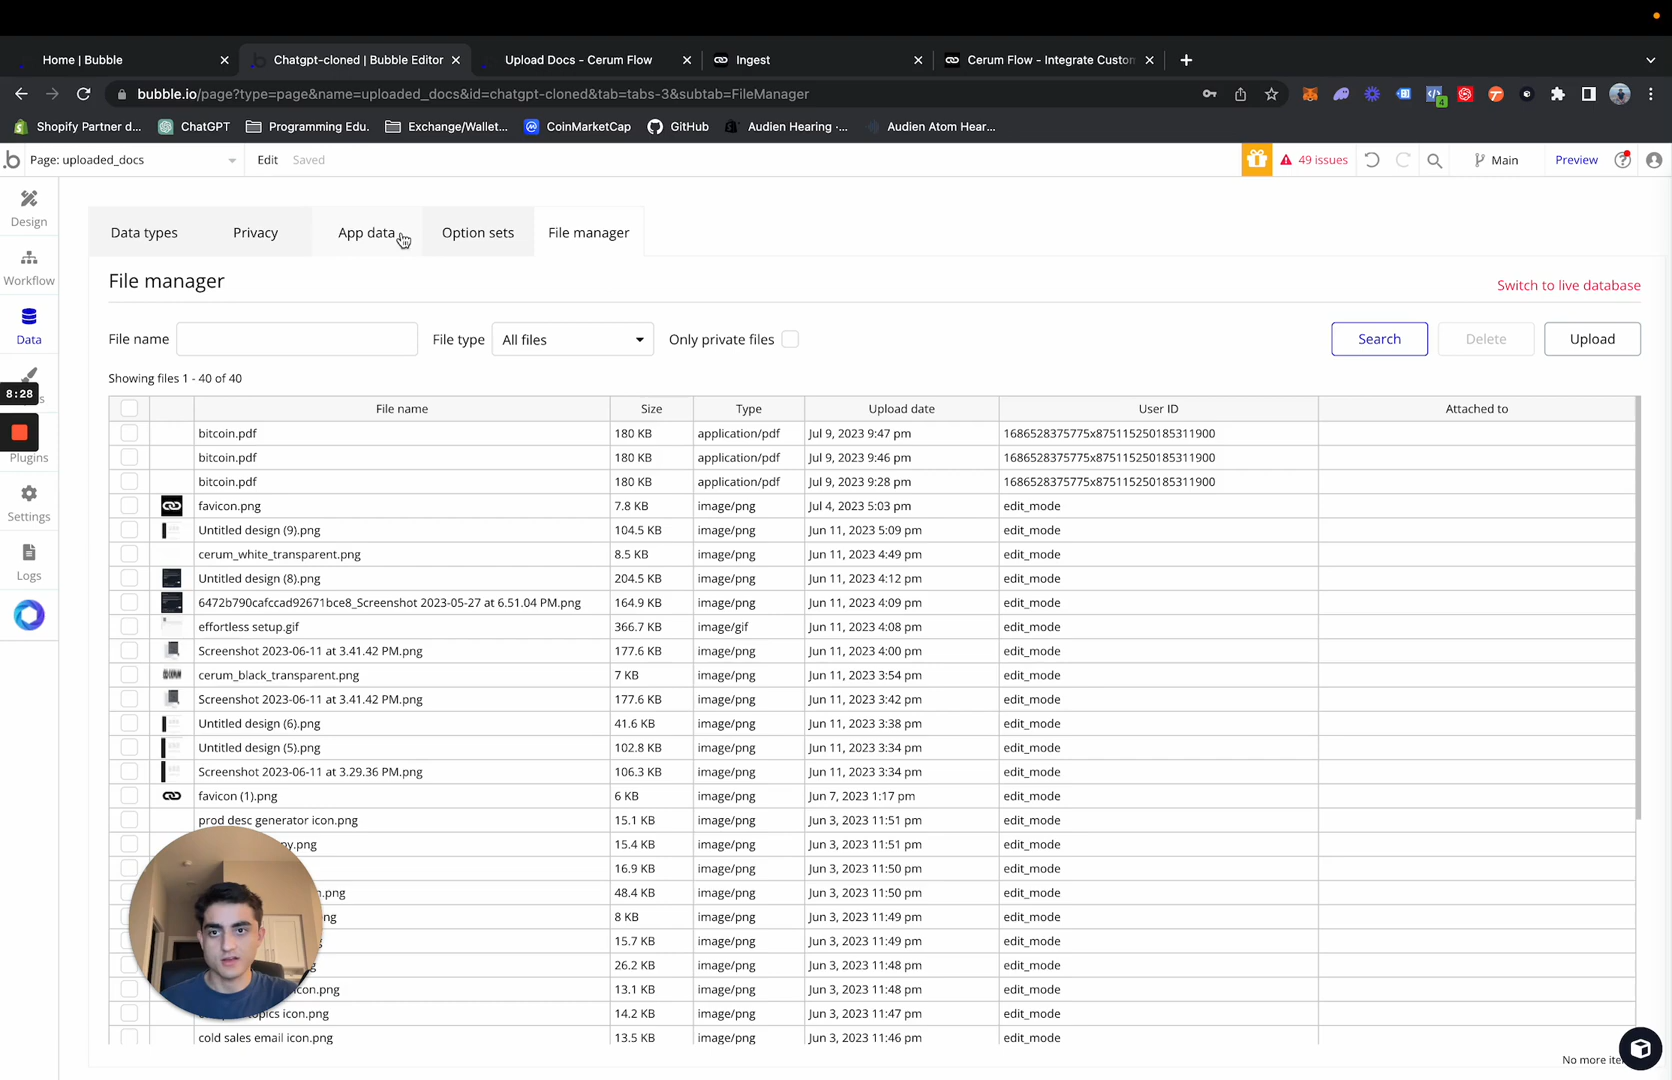 Home | Bubble
Chatgpt-cloned | Bubble Editor
Upload Docs - Cerum Flow
Ingest
Cerum Flow - Integrate Custom
bubble.io/page?type=page&name=uploaded_docs&id=chatgpt-cloned&tab=tabs-3&subtab=FileManager
4
Shopify Partner d...
ChatGPT
Programming Edu.
Exchange/Wallet...
CoinMarketCap
GitHub
Audien Hearing -...
Audien Atom Hear...
Page: uploaded_docs
Edit
Saved
49 issues
Main
Preview
Design
Workflow
Data
8:28
Plugins
Settings
Logs
Data types
Privacy
App data
Option sets
File manager
File manager
Switch to live database
File name
File type
All files
Only private files
Search
Delete
Upload
Showing files 1 - 40 of 40
File name Size Type Upload date User ID Attached to
bitcoin.pdf 180 KB application/pdf Jul 9, 2023 9:47 pm 1686528375775x875115250185311900
bitcoin.pdf 180 KB application/pdf Jul 9, 2023 9:46 pm 1686528375775x875115250185311900
bitcoin.pdf 180 KB application/pdf Jul 9, 2023 9:28 pm 1686528375775x875115250185311900
favicon.png 7.8 KB image/png Jul 4, 2023 5:03 pm edit_mode
Untitled design (9).png 104.5 KB image/png Jun 11, 2023 5:09 pm edit_mode
cerum_white_transparent.png 8.5 KB image/png Jun 11, 2023 4:49 pm edit_mode
Untitled design (8).png 204.5 KB image/png Jun 11, 2023 4:12 pm edit_mode
6472b790cafccad92671bce8_Screenshot 2023-05-27 at 6.51.04 PM.png 164.9 KB image/png Jun 11, 2023 4:09 pm edit_mode
effortless setup.gif 366.7 KB image/gif Jun 11, 2023 4:08 pm edit_mode
Screenshot 2023-06-11 at 3.41.42 PM.png 177.6 KB image/png Jun 11, 2023 4:00 pm edit_mode
cerum_black_transparent.png 7 KB image/png Jun 11, 2023 3:54 pm edit_mode
Screenshot 2023-06-11 at 3.41.42 PM.png 177.6 KB image/png Jun 11, 2023 3:42 pm edit_mode
Untitled design (6).png 41.6 KB image/png Jun 11, 2023 3:38 pm edit_mode
Untitled design (5).png 102.8 KB image/png Jun 11, 2023 3:34 pm edit_mode
Screenshot 2023-06-11 at 3.29.36 PM.png 106.3 KB image/png Jun 11, 2023 3:34 pm edit_mode
favicon (1).png 6 KB image/png Jun 7, 2023 1:17 pm edit_mode
prod desc generator icon.png 15.1 KB image/png Jun 3, 2023 11:51 pm edit_mode
py.png 15.4 KB image/png Jun 3, 2023 11:51 pm edit_mode
16.9 KB image/png Jun 3, 2023 11:50 pm edit_mode
n.png 48.4 KB image/png Jun 3, 2023 11:50 pm edit_mode
ng 8 KB image/png Jun 3, 2023 11:49 pm edit_mode
15.7 KB image/png Jun 3, 2023 11:49 pm edit_mode
26.2 KB image/png Jun 3, 2023 11:48 pm edit_mode
icon.png 13.1 KB image/png Jun 3, 2023 11:48 pm edit_mode
topics icon.png 14.2 KB image/png Jun 3, 2023 11:47 pm edit_mode
cold sales email icon.png 13.5 KB image/png Jun 3, 2023 11:46 pm edit_mode
No more ite